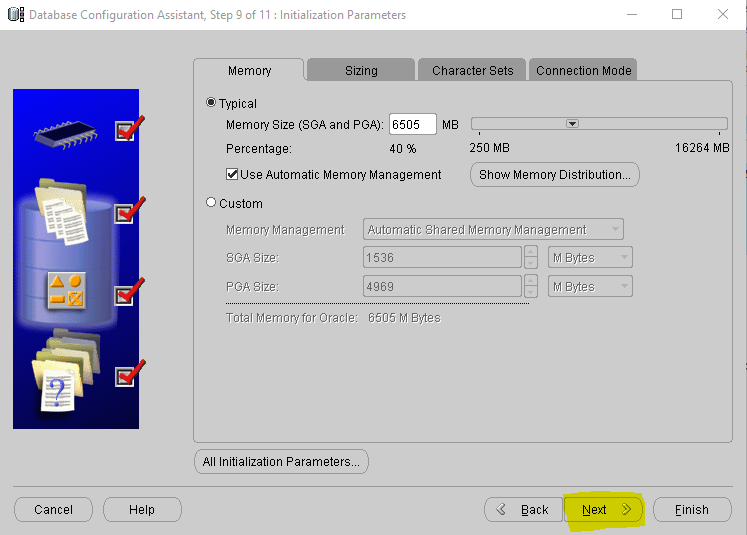 Database Configuration Assistant, Step 9 of 11 : Initialization Parameters
Memory Sizing Character Sets Connection Mode
Typical
Memory Size (SGA and PGA): 6505 MB
Percentage: 40 % 250 MB 16264 MB
Use Automatic Memory Management Show Memory Distribution...
Custom
Memory Management Automatic Shared Memory Management
SGA Size: 1536 M Bytes
PGA Size: 4969 M Bytes
Total Memory for Oracle: 6505 M Bytes
?
All Initialization Parameters...
Cancel Help Back Next Finish